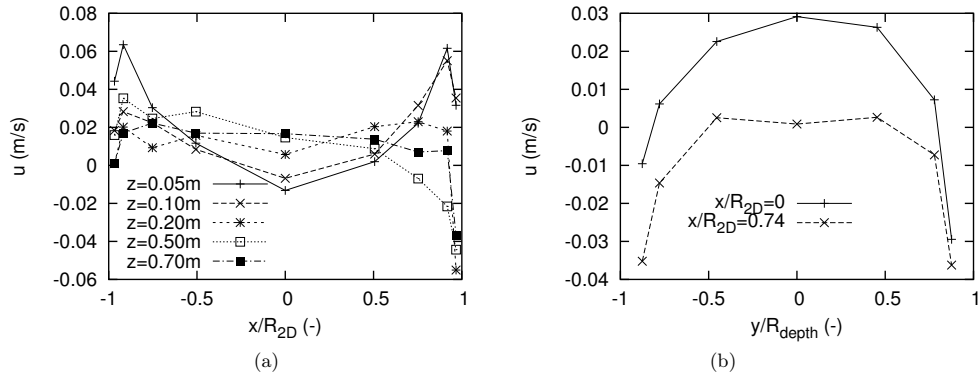 0.08
0.06
0.04
0.02
0
-0.02
-0.04
-0.06
u (m/s)
z=0.05m
z=0.10m
z=0.20m
z=0.50m
z=0.70m
-1 -0.5 0 0.5 1
x/R2D (-)
(a)
0.03
0.02
0.01
0
-0.01
-0.02
-0.03
-0.04
u (m/s)
x/R2D=0
x/R2D=0.74
-1 -0.5 0 0.5 1
y/Rdepth (-)
(b)